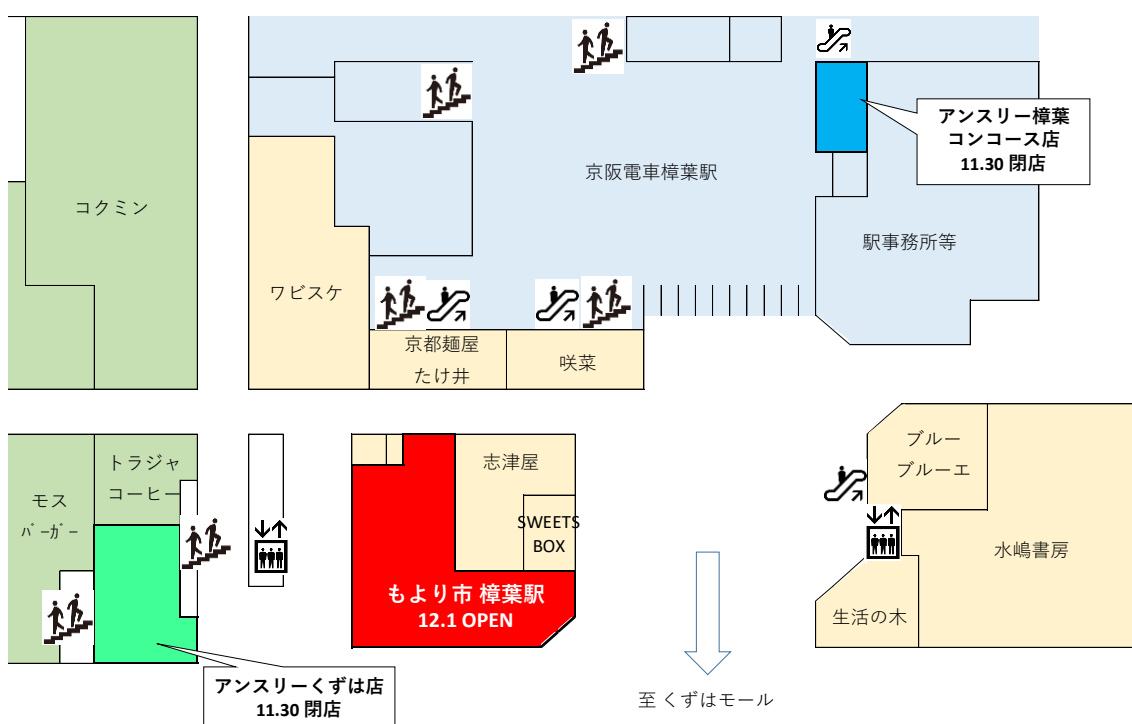 アンスリー樟葉
コンコース店
11.30 閉店
京阪電車樟葉駅
コクミン
駅事務所等
ワビスケ
京都麺屋
たけ井
咲菜
ブルー
ブルーエ
トラジャ
コーヒー
志津屋
モス
バーガー
SWEETS
BOX
水嶋書房
もより市 樟葉駅
12.1 OPEN
生活の木
アンスリーくずは店
11.30 閉店
至 くずはモール